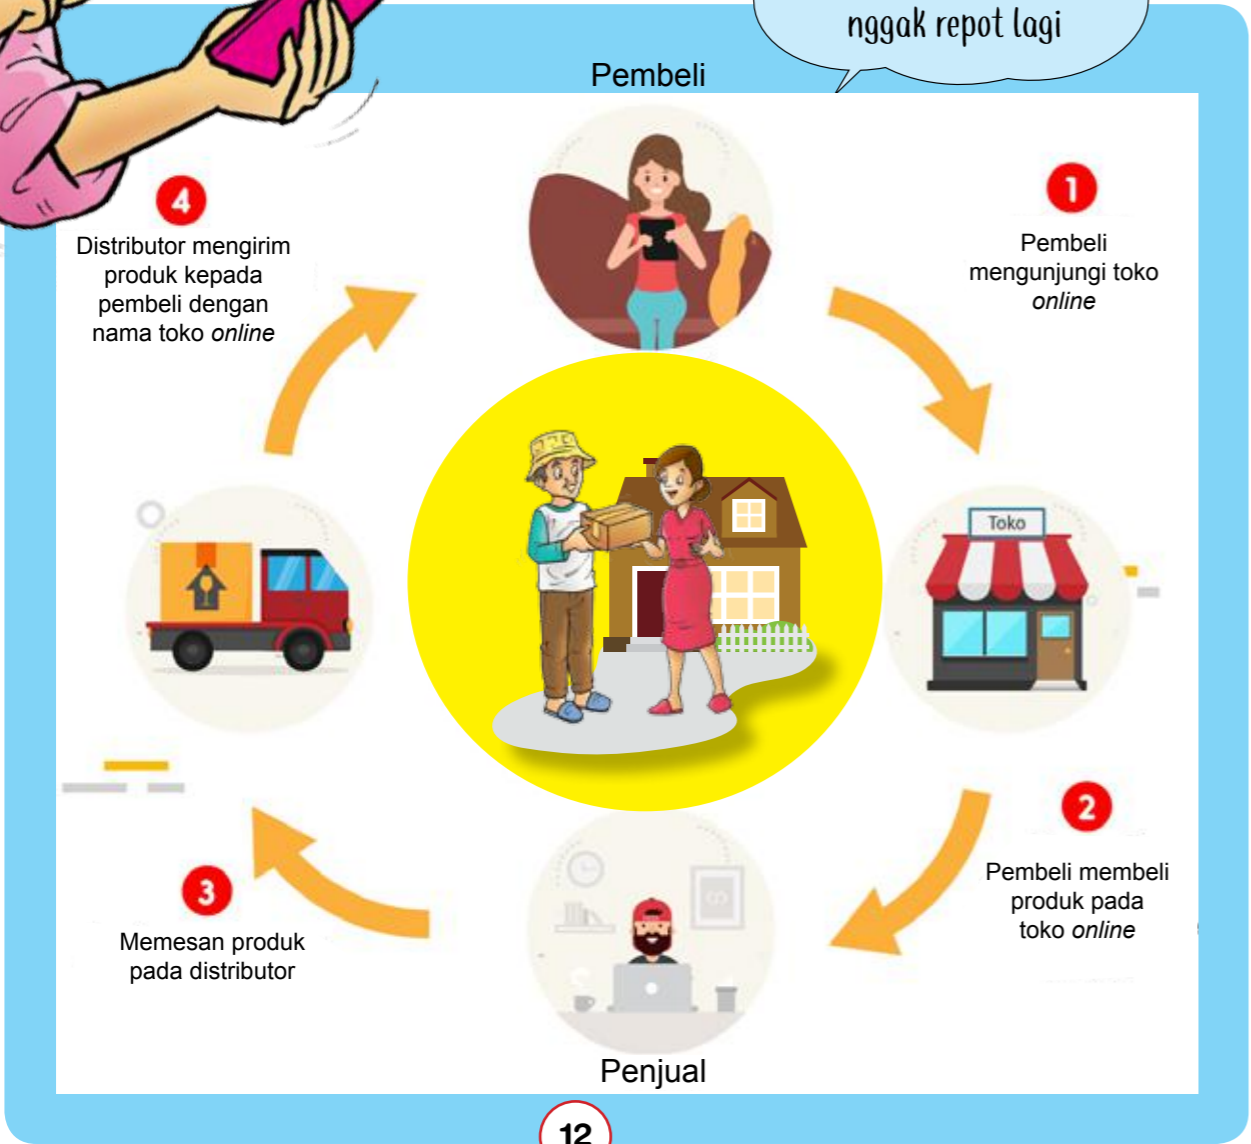 nggak repot lagi
Pembeli
1
Pembeli
mengunjungi toko
online
Toko
2
Pembeli membeli
produk pada
toko online
Penjual
3
Memesan produk
pada distributor
4
Distributor mengirim
produk kepada
pembeli dengan
nama toko online
12